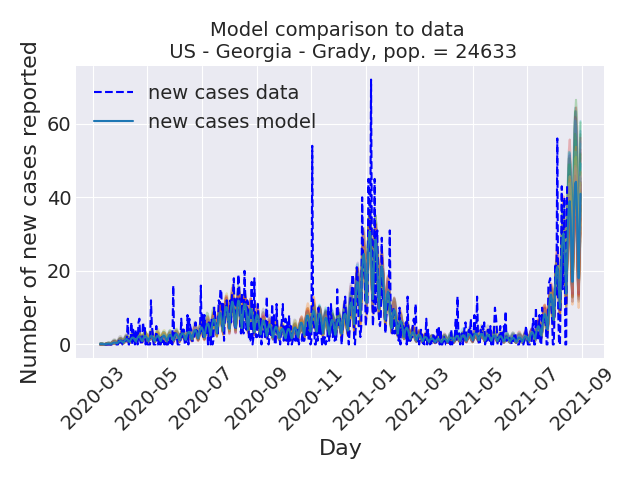 Model comparison to data
US - Georgia - Grady, pop. = 24633
Number of new cases reported
new cases data
new cases model
60
40
20
0
2020-03
2020-05
2020-07
2020-09
2020-11
2021-01
2021-03
2021-05
2021-07
2021-09
Day